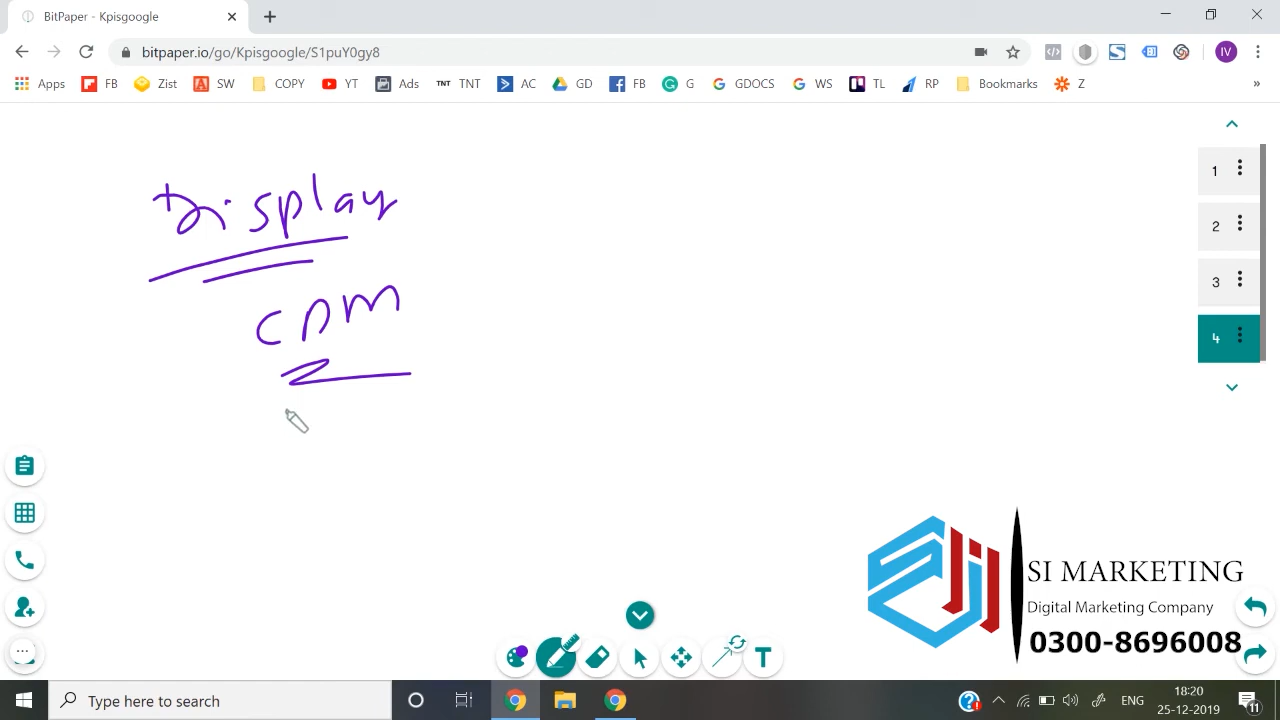 BitPaper - Kpisgoogle
bitpaper.io/go/Kpisgoogle/S1puY0gy8
IV
Apps FB Zist SW COPY YT Ads TNT TNT AC GD FB G GDOCS WS TL RP Bookmarks Z »
Display
CPM
1
2
3
4
SI MARKETING
Digital Marketing Company
0300-8696008
T
Type here to search
ENG
18:20
25-12-2019
11